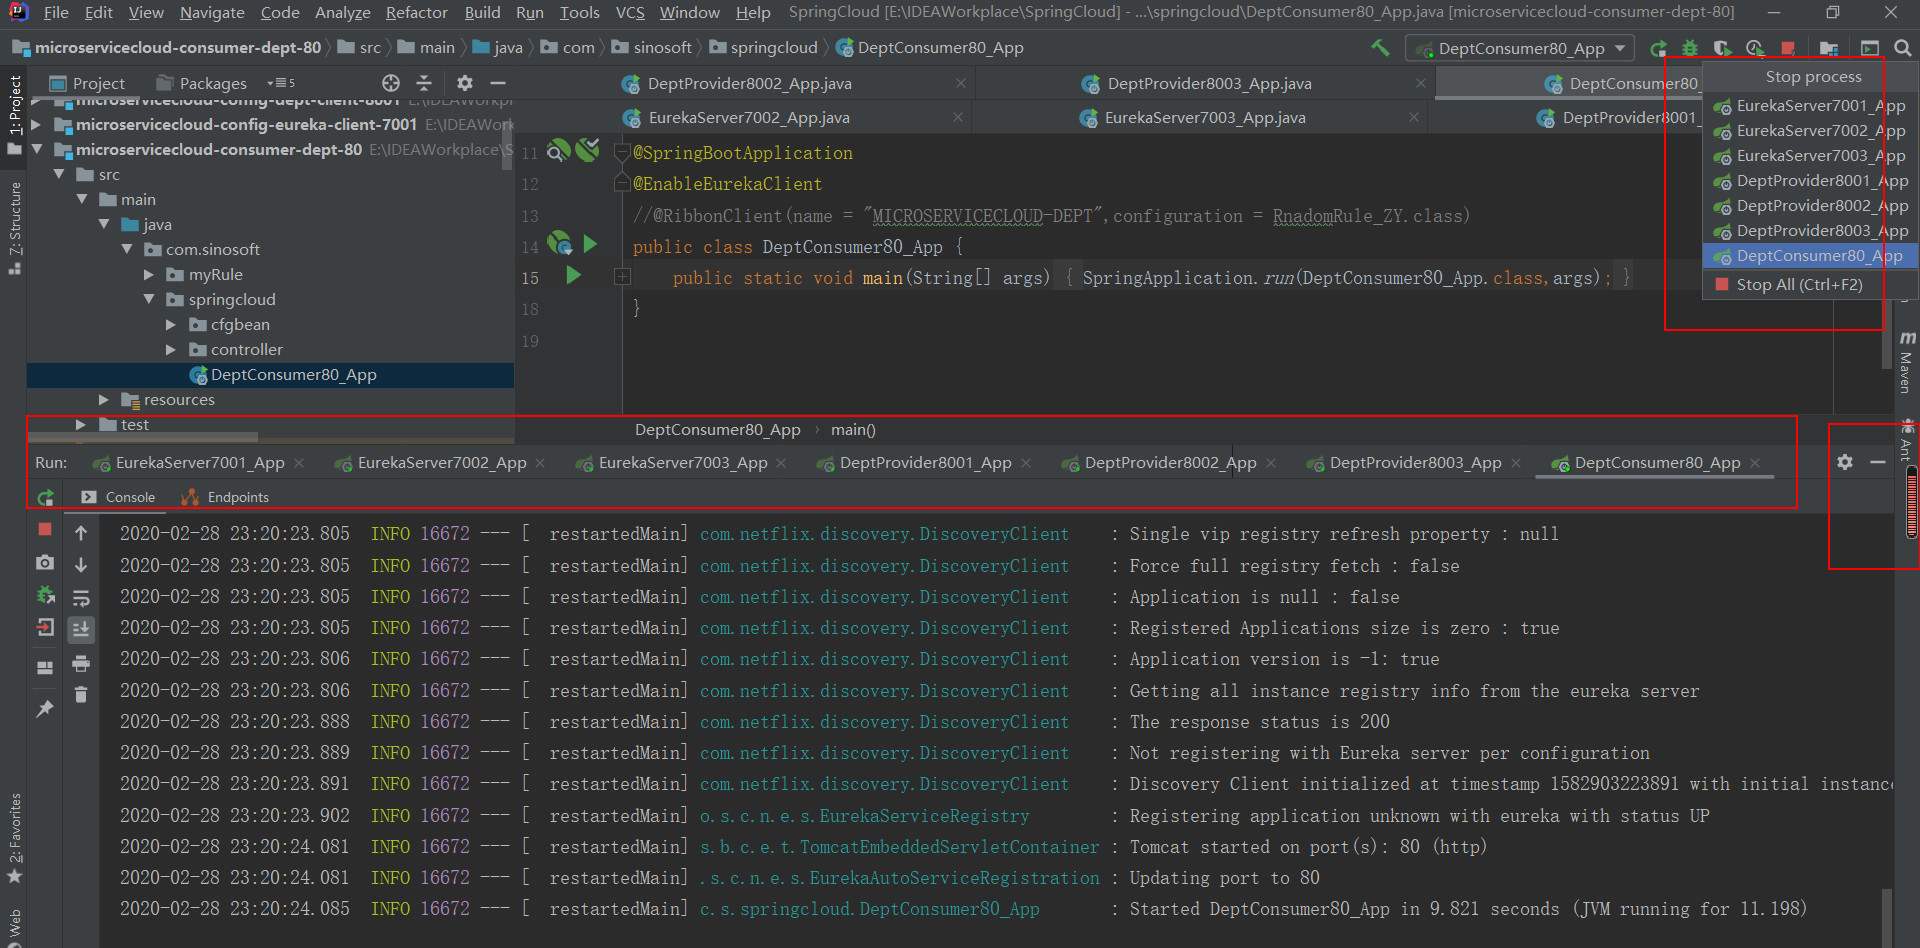 File Edit View Navigate Code Analyze Refactor Build Run Tools VCS Window Help SpringCloud [E:\IDEAWorkplace\SpringCloud] - ...\springcloud\DeptConsumer80_App.java [microservicecloud-consumer-dept-80]
microservicecloud-consumer-dept-80 src main java com sinosoft springcloud DeptConsumer80_App DeptConsumer80_App
Project Packages 5
DeptProvider8002_App.java DeptProvider8003_App.java DeptConsumer80_
EurekaServer7002_App.java EurekaServer7003_App.java DeptProvider8001_
Stop process
EurekaServer7001_App
EurekaServer7002_App
EurekaServer7003_App
DeptProvider8001_App
DeptProvider8002_App
DeptProvider8003_App
DeptConsumer80_App
Stop All (Ctrl+F2)
1: Project
Z: Structure
2: Favorites
Web
Maven
Ant
microservicecloud-config-dept-client-8001 E:\IDEAWorkpl
microservicecloud-config-eureka-client-7001 E:\IDEAWork
microservicecloud-consumer-dept-80 E:\IDEAWorkplace\S
src
main
java
com.sinosoft
myRule
springcloud
cfgbean
controller
DeptConsumer80_App
resources
test
11 @SpringBootApplication
12 @EnableEurekaClient
13 //@RibbonClient(name = "MICROSERVICECLOUD-DEPT",configuration = RnadomRule_ZY.class)
14 public class DeptConsumer80_App {
15 public static void main(String[] args) { SpringApplication.run(DeptConsumer80_App.class,args); }
18 }
19
DeptConsumer80_App › main()
Run: EurekaServer7001_App EurekaServer7002_App EurekaServer7003_App DeptProvider8001_App DeptProvider8002_App DeptProvider8003_App DeptConsumer80_App
Console Endpoints
2020-02-28 23:20:23.805 INFO 16672 --- [ restartedMain] com.netflix.discovery.DiscoveryClient : Single vip registry refresh property : null
2020-02-28 23:20:23.805 INFO 16672 --- [ restartedMain] com.netflix.discovery.DiscoveryClient : Force full registry fetch : false
2020-02-28 23:20:23.805 INFO 16672 --- [ restartedMain] com.netflix.discovery.DiscoveryClient : Application is null : false
2020-02-28 23:20:23.805 INFO 16672 --- [ restartedMain] com.netflix.discovery.DiscoveryClient : Registered Applications size is zero : true
2020-02-28 23:20:23.806 INFO 16672 --- [ restartedMain] com.netflix.discovery.DiscoveryClient : Application version is -1: true
2020-02-28 23:20:23.806 INFO 16672 --- [ restartedMain] com.netflix.discovery.DiscoveryClient : Getting all instance registry info from the eureka server
2020-02-28 23:20:23.888 INFO 16672 --- [ restartedMain] com.netflix.discovery.DiscoveryClient : The response status is 200
2020-02-28 23:20:23.889 INFO 16672 --- [ restartedMain] com.netflix.discovery.DiscoveryClient : Not registering with Eureka server per configuration
2020-02-28 23:20:23.891 INFO 16672 --- [ restartedMain] com.netflix.discovery.DiscoveryClient : Discovery Client initialized at timestamp 1582903223891 with initial instance
2020-02-28 23:20:23.902 INFO 16672 --- [ restartedMain] o.s.c.n.e.s.EurekaServiceRegistry : Registering application unknown with eureka with status UP
2020-02-28 23:20:24.081 INFO 16672 --- [ restartedMain] s.b.c.e.t.TomcatEmbeddedServletContainer : Tomcat started on port(s): 80 (http)
2020-02-28 23:20:24.081 INFO 16672 --- [ restartedMain] .s.c.n.e.s.EurekaAutoServiceRegistration : Updating port to 80
2020-02-28 23:20:24.085 INFO 16672 --- [ restartedMain] c.s.springcloud.DeptConsumer80_App : Started DeptConsumer80_App in 9.821 seconds (JVM running for 11.198)